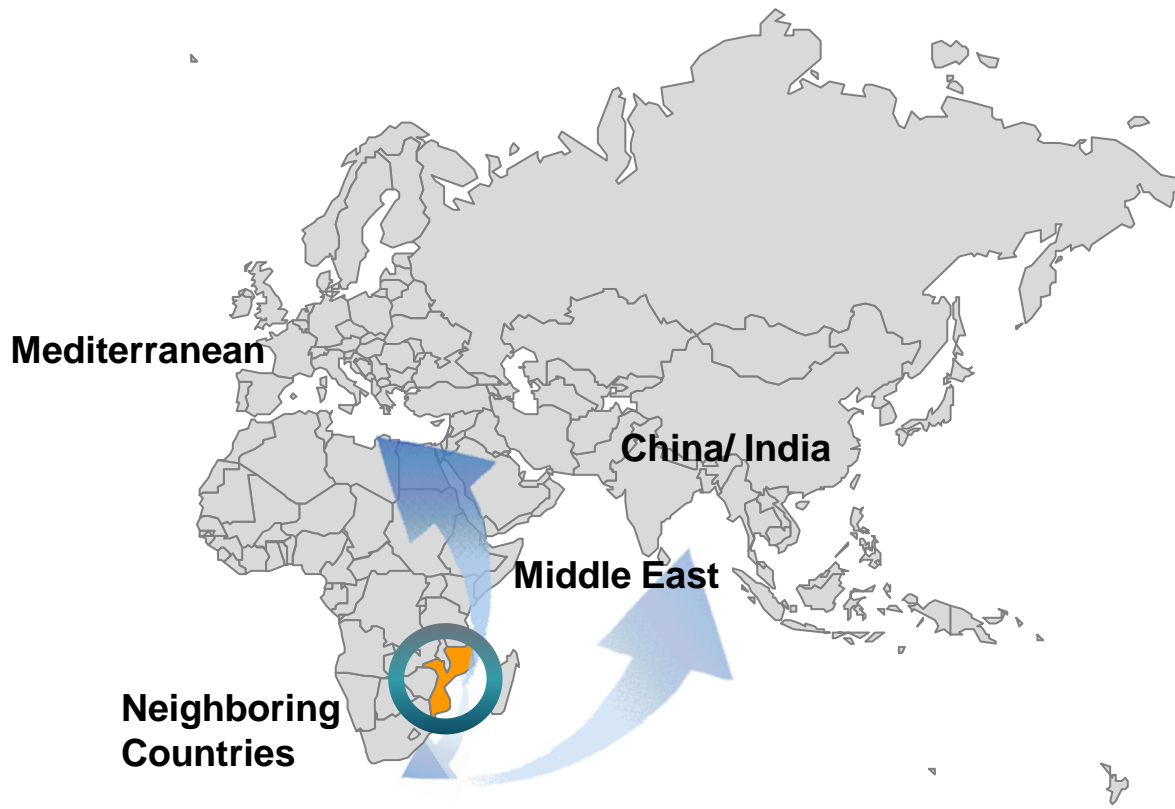 Mediterranean
China/ India
Middle East
Neighboring
Countries